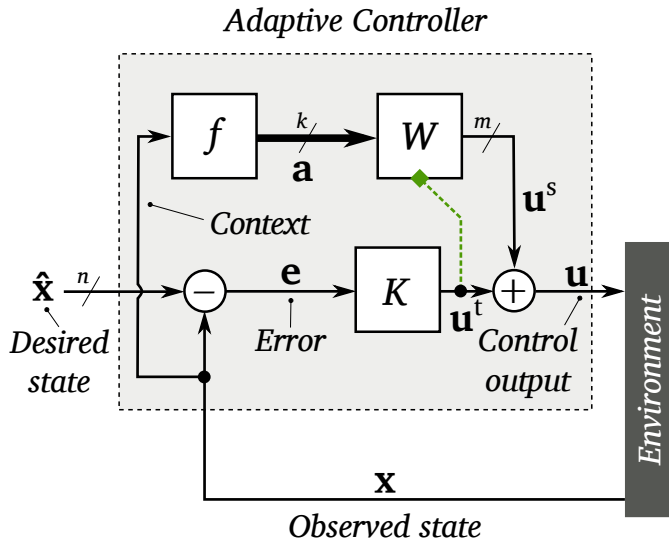 Adaptive Controller
f
k
a
W
m
u^s
Context
x̂
n
−
e
K
u^t
+
u
Desired
state
Error
Control
output
Environment
x
Observed state